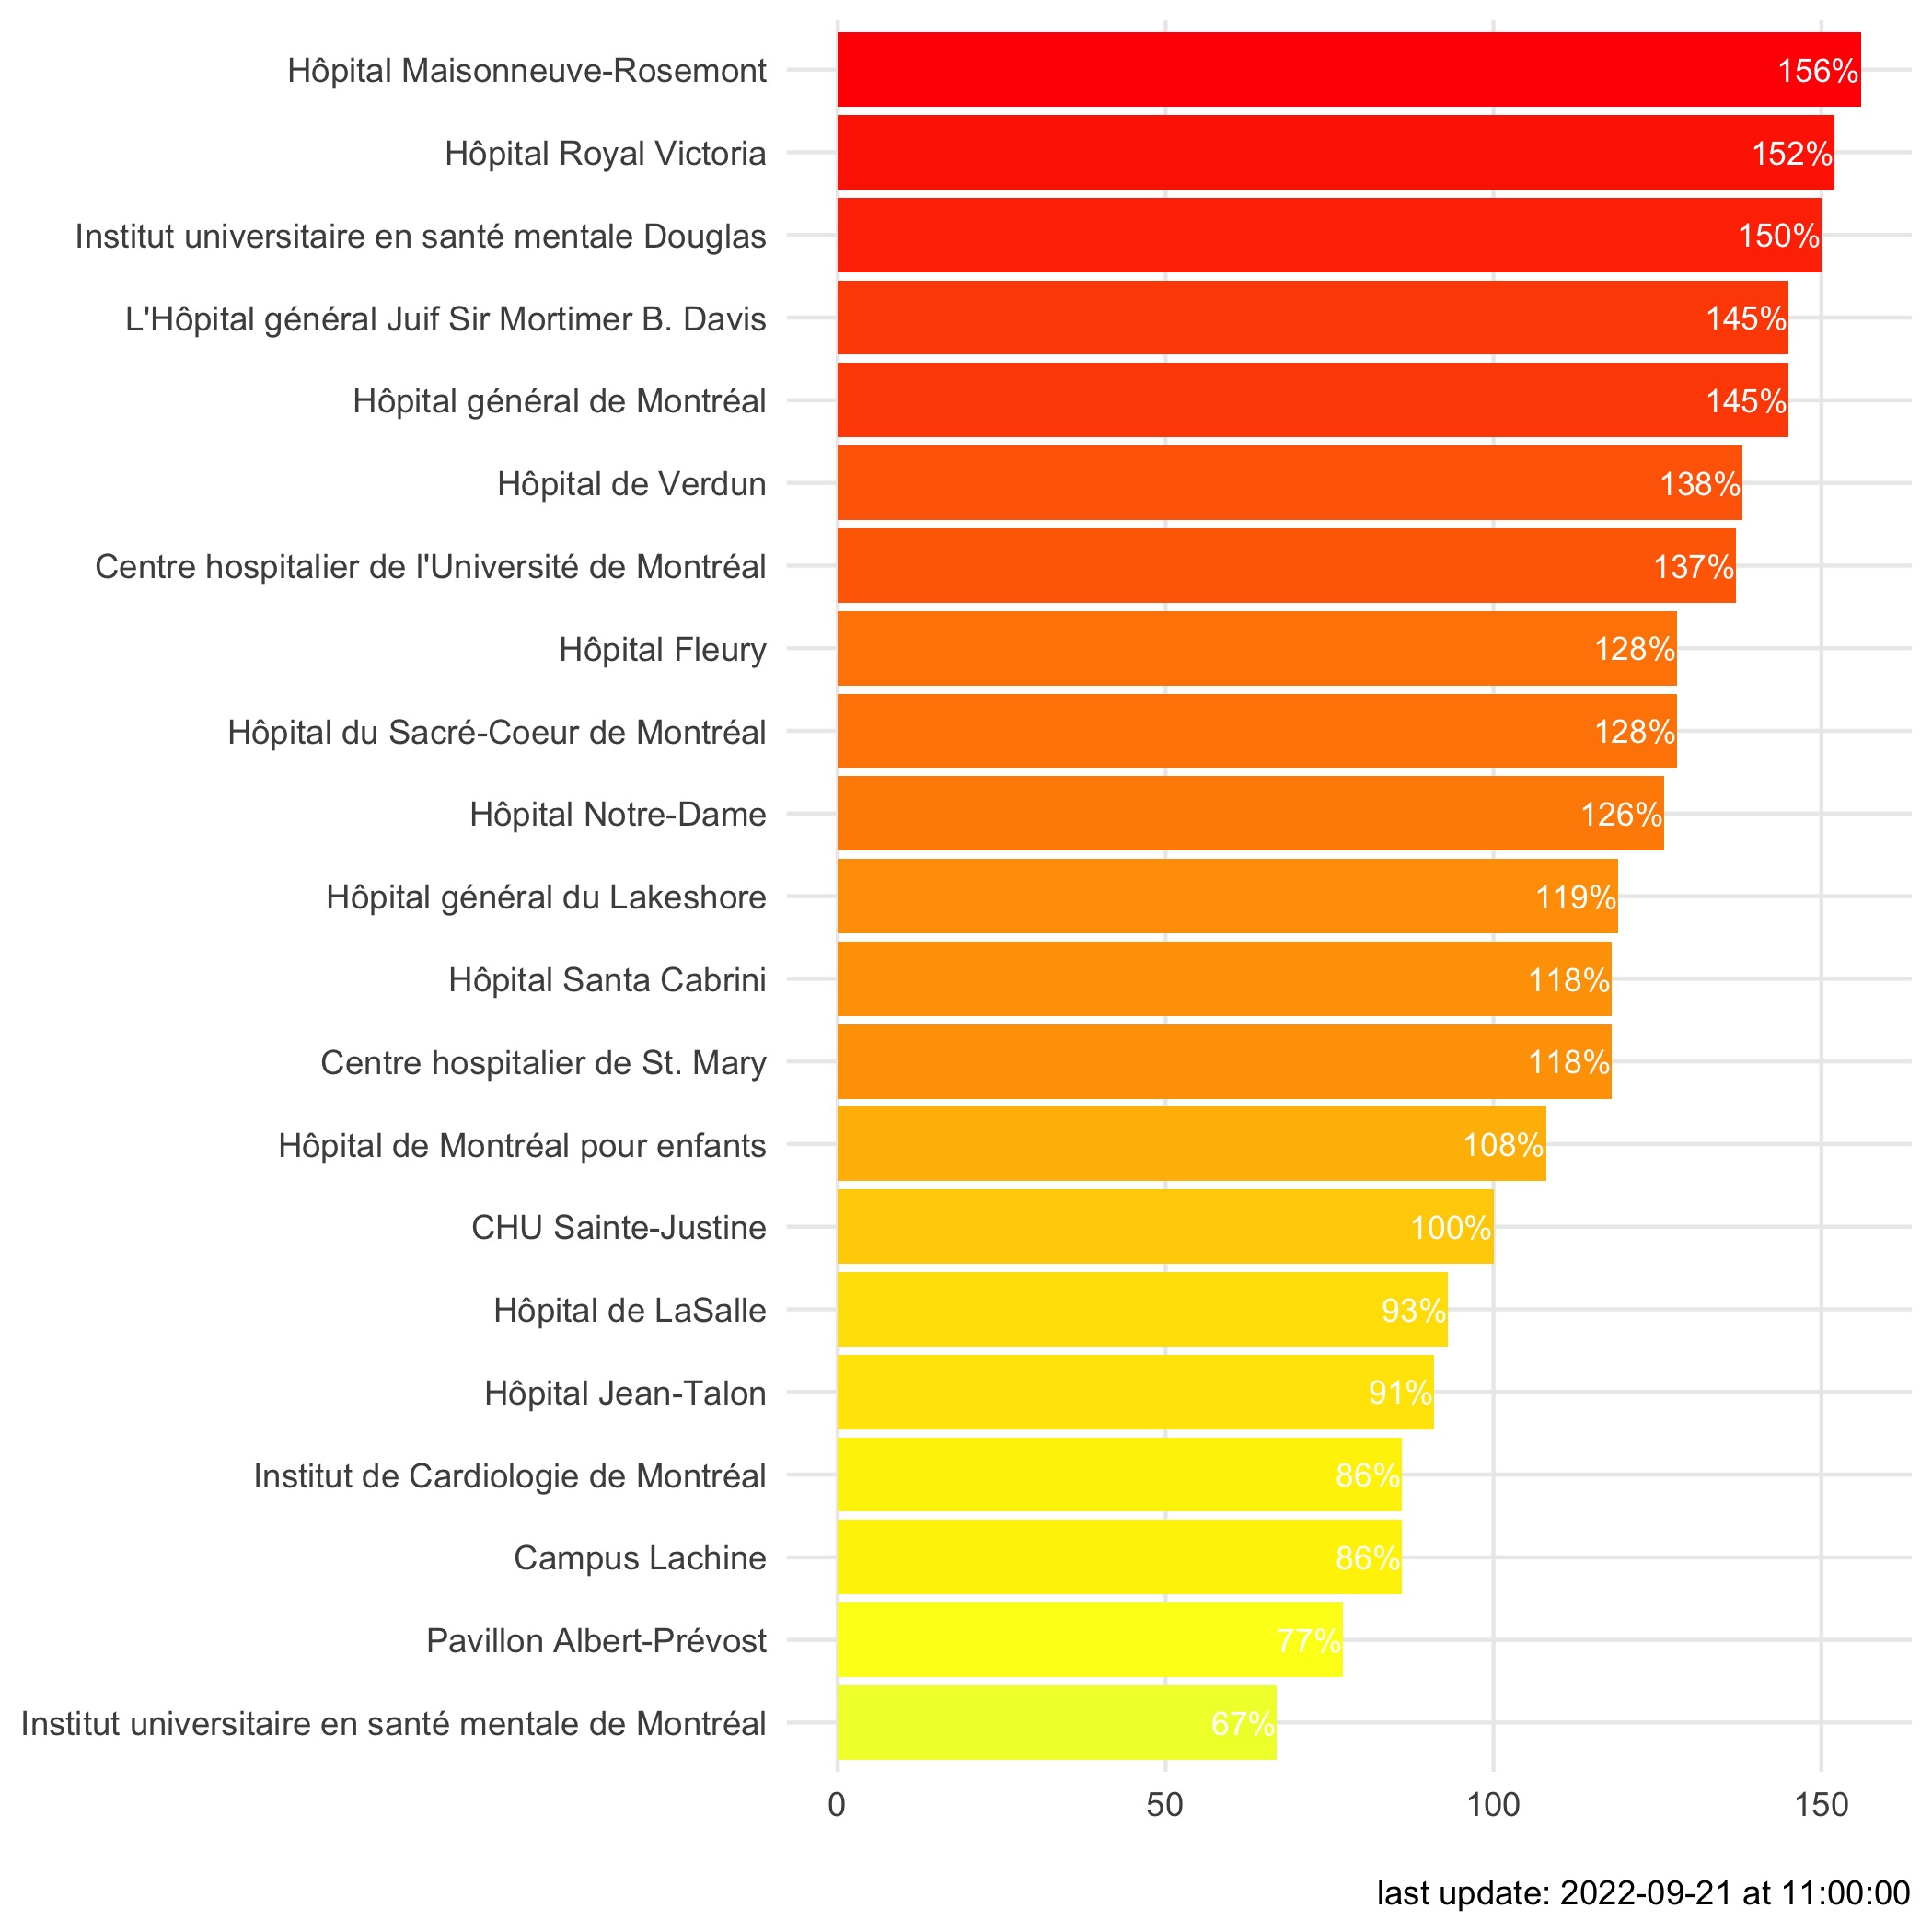 Hôpital Maisonneuve-Rosemont 156%
Hôpital Royal Victoria 152%
Institut universitaire en santé mentale Douglas 150%
L'Hôpital général Juif Sir Mortimer B. Davis 145%
Hôpital général de Montréal 145%
Hôpital de Verdun 138%
Centre hospitalier de l'Université de Montréal 137%
Hôpital Fleury 128%
Hôpital du Sacré-Coeur de Montréal 128%
Hôpital Notre-Dame 126%
Hôpital général du Lakeshore 119%
Hôpital Santa Cabrini 118%
Centre hospitalier de St. Mary 118%
Hôpital de Montréal pour enfants 108%
CHU Sainte-Justine 100%
Hôpital de LaSalle 93%
Hôpital Jean-Talon 91%
Institut de Cardiologie de Montréal 86%
Campus Lachine 86%
Pavillon Albert-Prévost 77%
Institut universitaire en santé mentale de Montréal 67%
0 50 100 150
last update: 2022-09-21 at 11:00:00